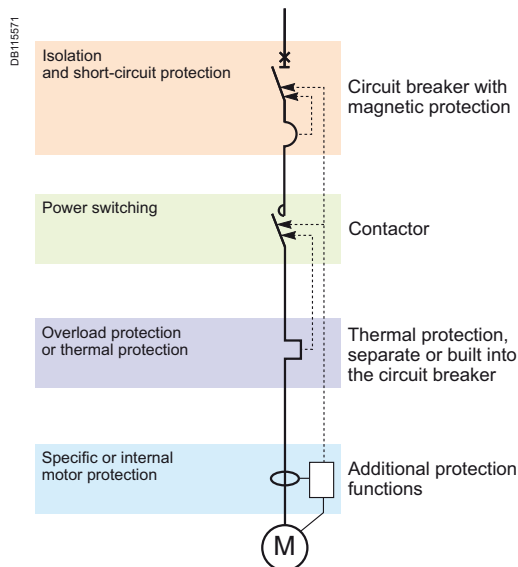 DB115571
Isolation
and short-circuit protection
Circuit breaker with
magnetic protection
Power switching
Contactor
Overload protection
or thermal protection
Thermal protection,
separate or built into
the circuit breaker
Specific or internal
motor protection
Additional protection
functions
M